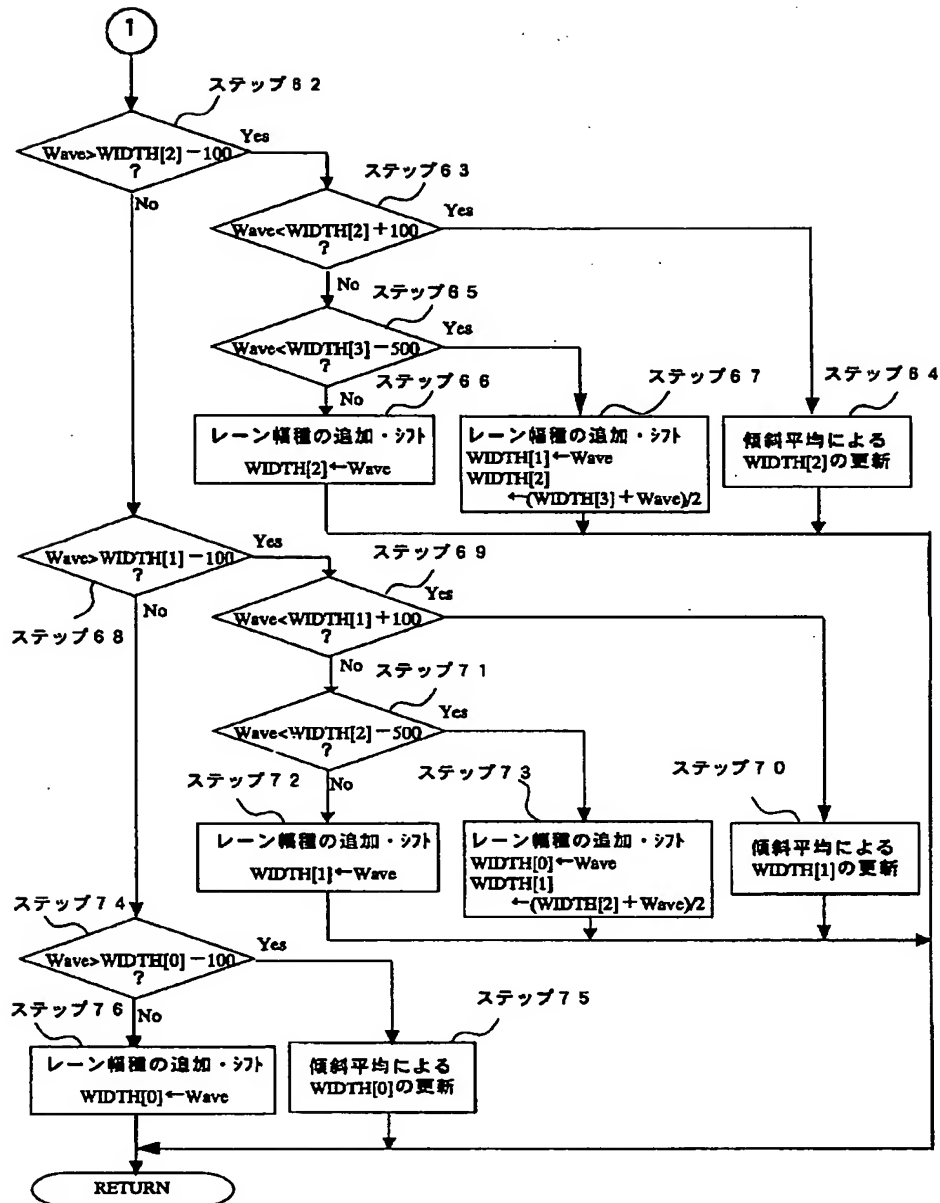 1
ステップ62
Wave>WIDTH[2]-100
?
Yes
No
ステップ63
Wave<WIDTH[2]+100
?
Yes
No
ステップ65
Wave<WIDTH[3]-500
?
Yes
No
ステップ66
レーン幅種の追加・シフト
WIDTH[2]←Wave
ステップ67
レーン幅種の追加・シフト
WIDTH[1]←Wave
WIDTH[2]
←(WIDTH[3]+Wave)/2
ステップ64
傾斜平均による
WIDTH[2]の更新
Wave>WIDTH[1]-100
?
Yes
No
ステップ68
ステップ69
Wave<WIDTH[1]+100
?
Yes
No
ステップ71
Wave<WIDTH[2]-500
?
Yes
No
ステップ72
レーン幅種の追加・シフト
WIDTH[1]←Wave
ステップ73
レーン幅種の追加・シフト
WIDTH[0]←Wave
WIDTH[1]
←(WIDTH[2]+Wave)/2
ステップ70
傾斜平均による
WIDTH[1]の更新
ステップ74
Wave>WIDTH[0]-100
?
Yes
No
ステップ76
レーン幅種の追加・シフト
WIDTH[0]←Wave
ステップ75
傾斜平均による
WIDTH[0]の更新
RETURN